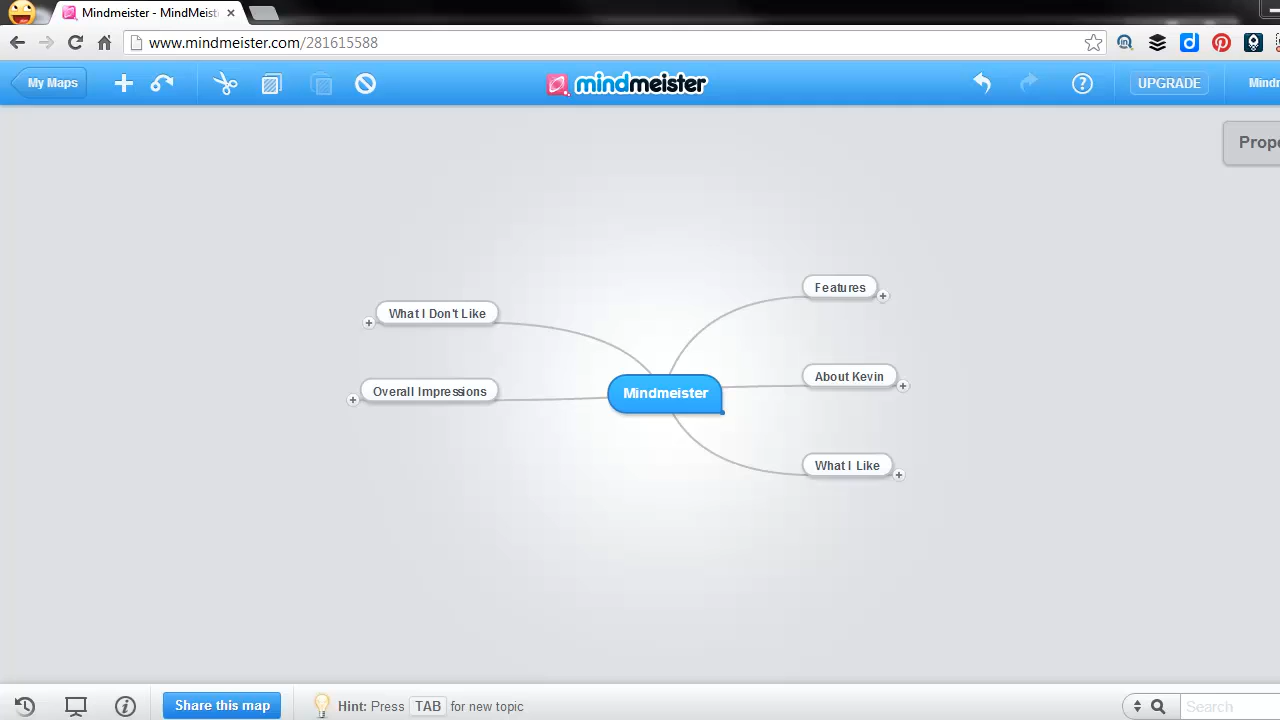 Mindmeister - MindMeist
www.mindmeister.com/281615588
My Maps
mindmeister
UPGRADE
Mindm
Prope
Features
What I Don't Like
About Kevin
Overall Impressions
Mindmeister
What I Like
Share this map
Hint: Press TAB for new topic
Search